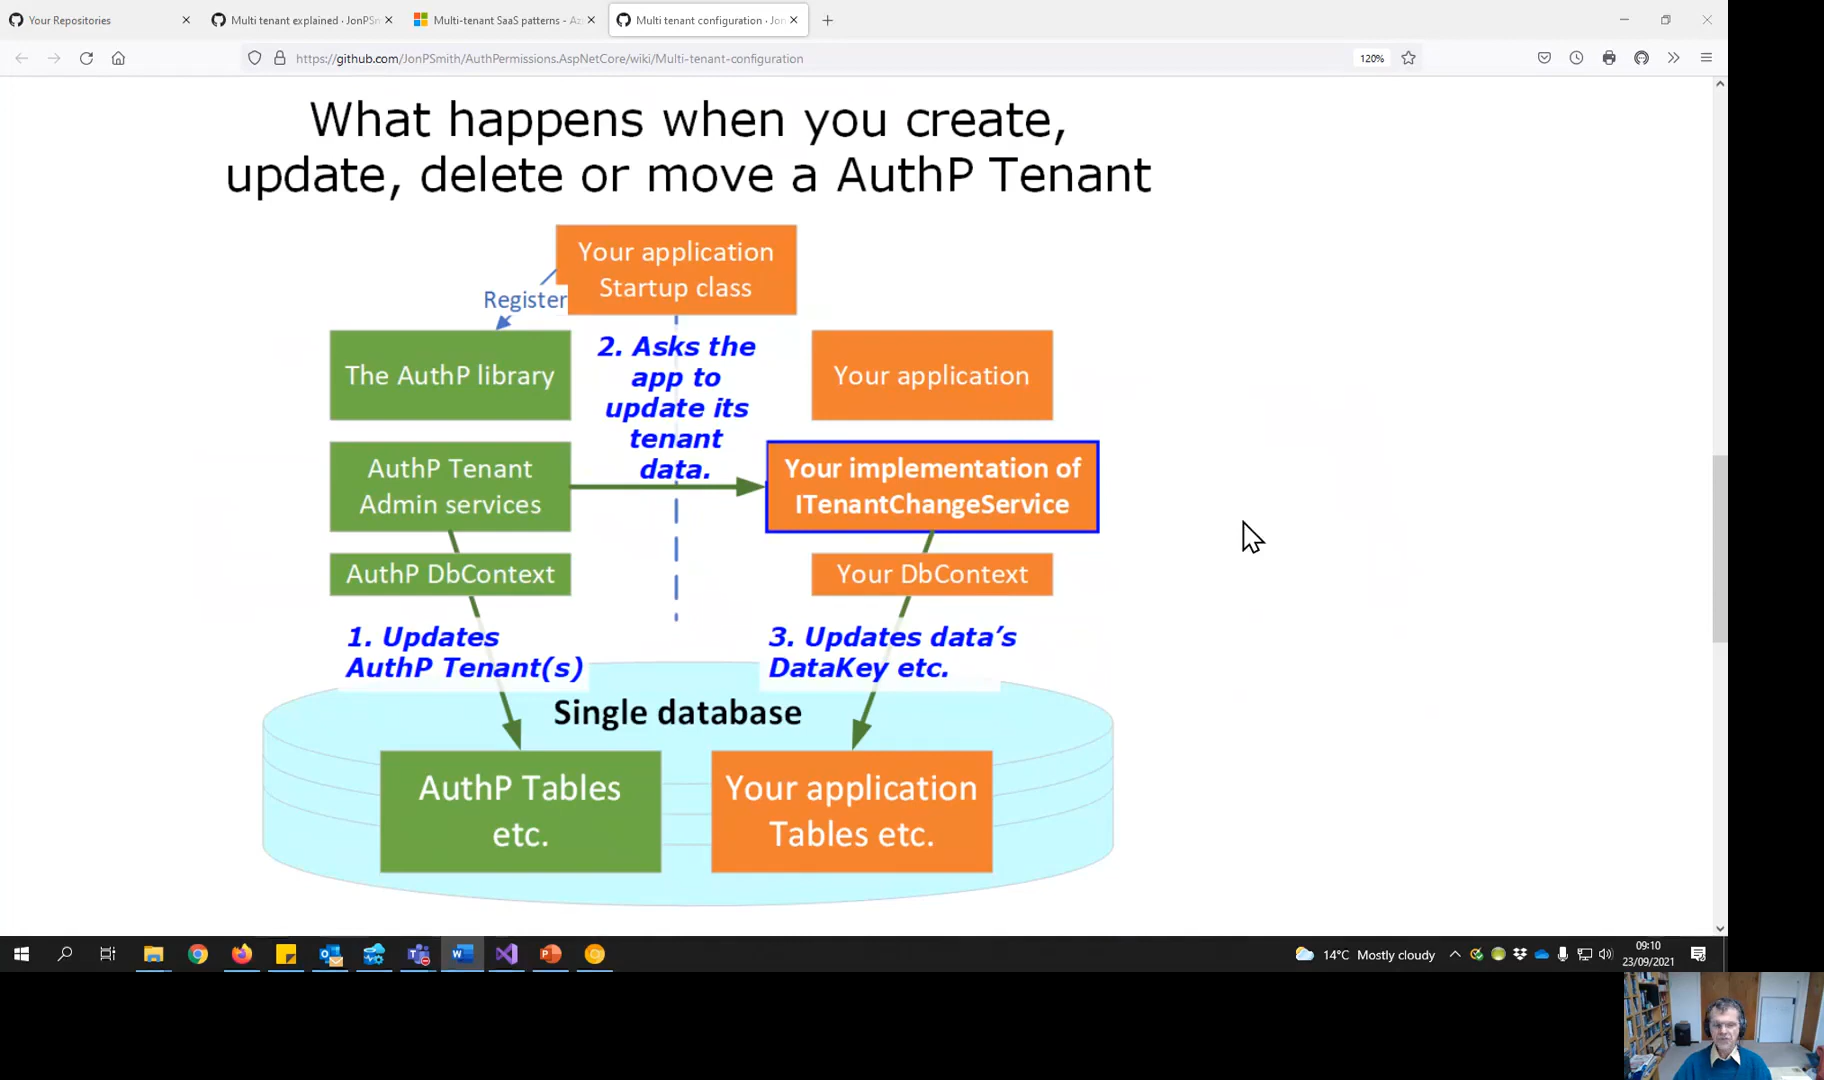 Your Repositories
Multi tenant explained · JonPSm
Multi-tenant SaaS patterns - Az
Multi tenant configuration · Jon
https://github.com/JonPSmith/AuthPermissions.AspNetCore/wiki/Multi-tenant-configuration
120%
What happens when you create,
update, delete or move a AuthP Tenant
Your application
Startup class
Register
The AuthP library
2. Asks the
app to
update its
tenant
data.
Your application
AuthP Tenant
Admin services
Your implementation of
ITenantChangeService
AuthP DbContext
Your DbContext
1. Updates
AuthP Tenant(s)
3. Updates data's
DataKey etc.
Single database
AuthP Tables
etc.
Your application
Tables etc.
14°C Mostly cloudy
09:10
23/09/2021